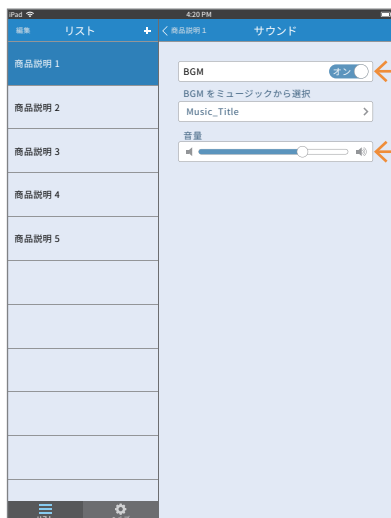 iPad 4:20 PM
編集 リスト + 商品説明 1 サウンド
商品説明 1
商品説明 2
商品説明 3
商品説明 4
商品説明 5
BGM オン
BGM をミュージックから選択
Music_Title
音量